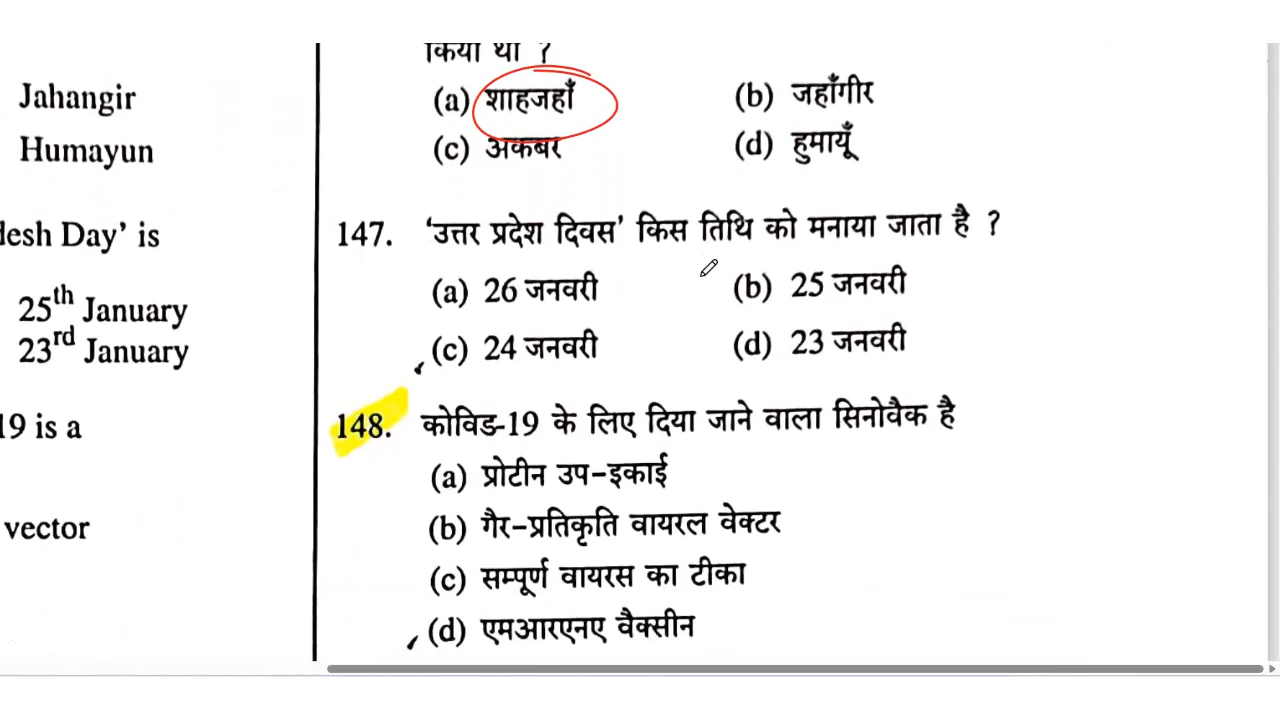 Jahangir
Humayun
desh Day' is
25th January
23rd January
19 is a
vector
किया था ?
(a) शाहजहाँ (b) जहाँगीर
(c) अकबर (d) हुमायूँ
147. 'उत्तर प्रदेश दिवस' किस तिथि को मनाया जाता है ?
(a) 26 जनवरी (b) 25 जनवरी
(c) 24 जनवरी (d) 23 जनवरी
148. कोविड-19 के लिए दिया जाने वाला सिनोवैक है
(a) प्रोटीन उप-इकाई
(b) गैर-प्रतिकृति वायरल वेक्टर
(c) सम्पूर्ण वायरस का टीका
(d) एमआरएनए वैक्सीन